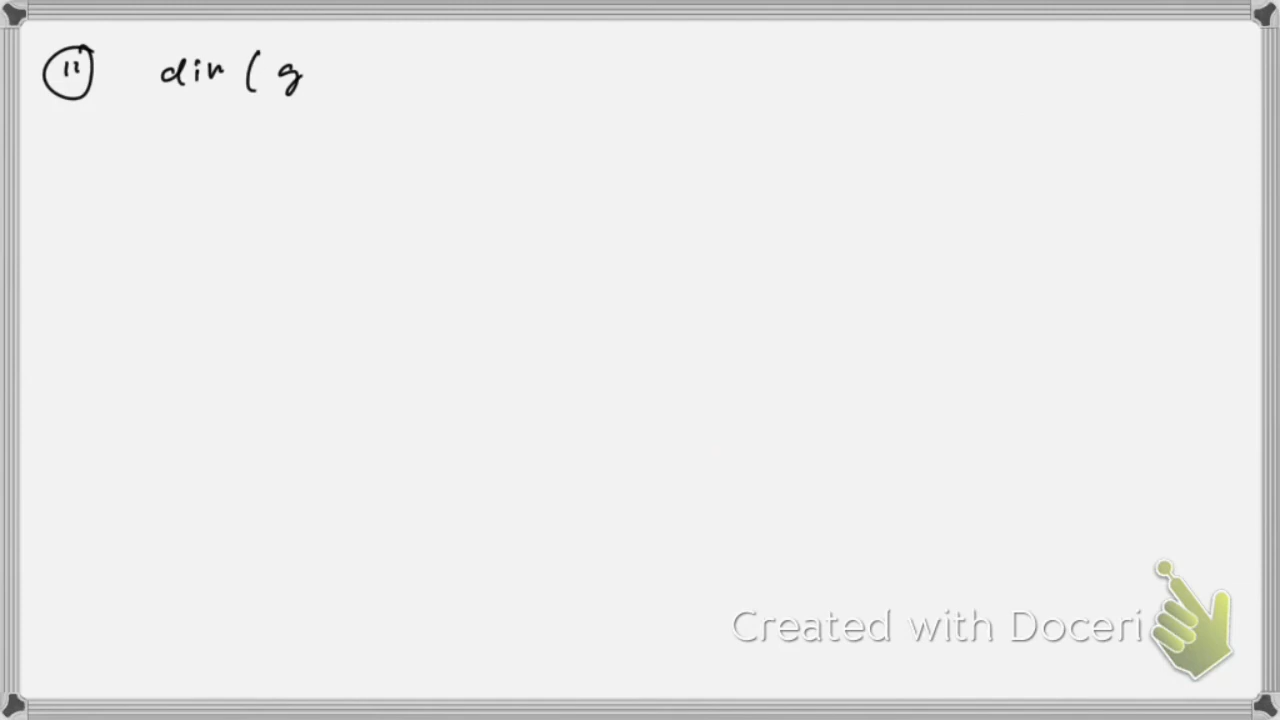 ⑪ div ( g
Created with Doceri